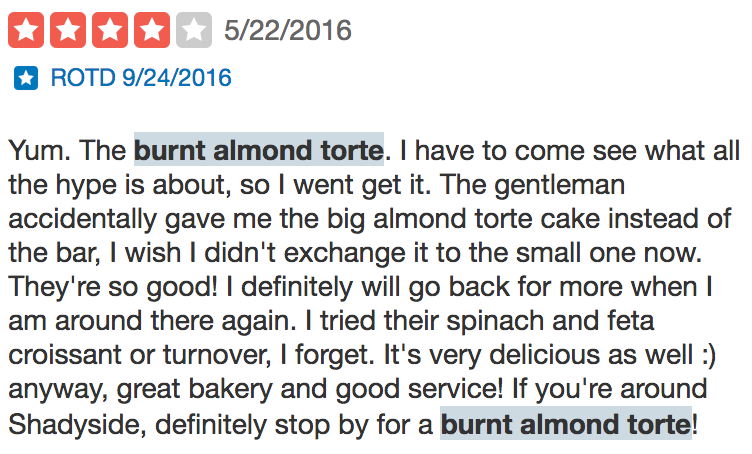 5/22/2016
ROTD 9/24/2016
Yum. The burnt almond torte. I have to come see what all
the hype is about, so I went get it. The gentleman
accidentally gave me the big almond torte cake instead of
the bar, I wish I didn't exchange it to the small one now.
They're so good! I definitely will go back for more when I
am around there again. I tried their spinach and feta
croissant or turnover, I forget. It's very delicious as well :)
anyway, great bakery and good service! If you're around
Shadyside, definitely stop by for a burnt almond torte!